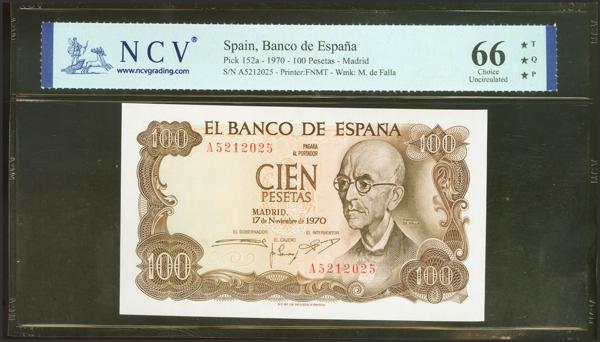 NCV®
www.ncvgrading.com
Spain, Banco de España
Pick 152a - 1970 - 100 Pesetas - Madrid
S/N A5212025 - Printer:FNMT - Wmk: M. de Falla
66
Choice
Uncirculated
★ T
★ Q
★ P
100
EL BANCO DE ESPAÑA
100
A5212025
PAGARA
AL PORTADOR
CIEN
PESETAS
MADRID,
17 de Noviembre de 1970
EL GOBERNADOR
EL INTERVENTOR
EL CAJERO
A5212025
100
100